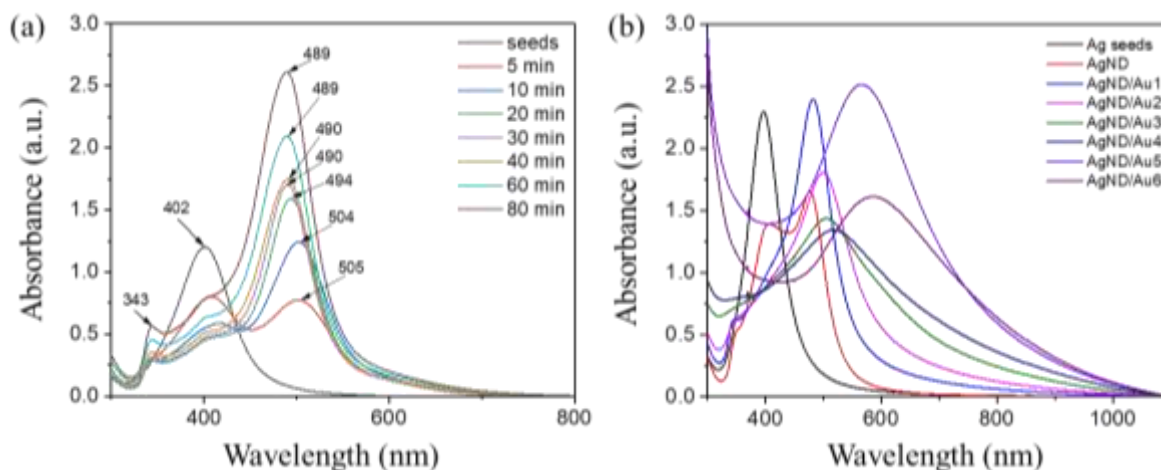 (a)
3.0
2.5
2.0
1.5
1.0
0.5
0.0
Absorbance (a.u.)
400
600
800
Wavelength (nm)
489
489
490
490
494
504
505
402
343
seeds
5 min
10 min
20 min
30 min
40 min
60 min
80 min
(b)
3.0
2.5
2.0
1.5
1.0
0.5
0.0
Absorbance (a.u.)
400
600
800
1000
Wavelength (nm)
Ag seeds
AgND
AgND/Au1
AgND/Au2
AgND/Au3
AgND/Au4
AgND/Au5
AgND/Au6